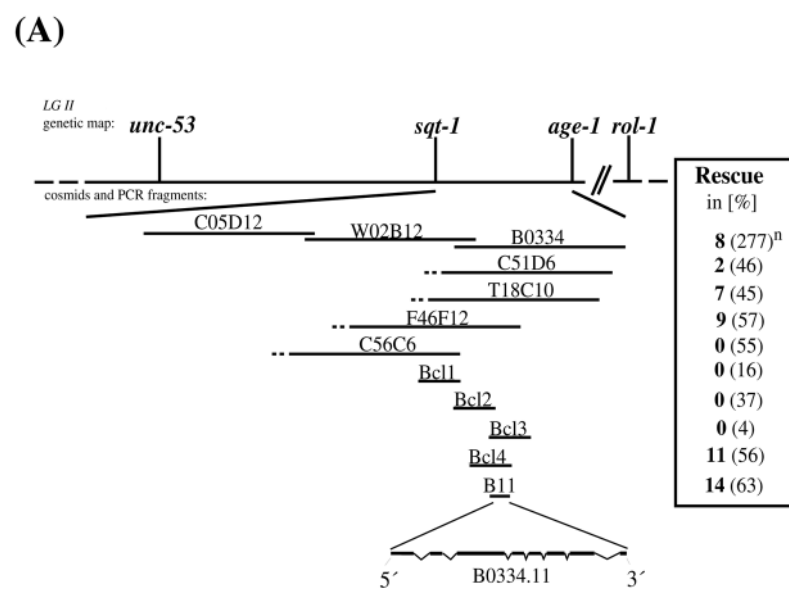 (A)
LG II
genetic map: unc-53 sqt-1 age-1 rol-1
cosmids and PCR fragments:
Rescue
in [%]
C05D12
W02B12
B0334
8 (277)n
C51D6
2 (46)
T18C10
7 (45)
F46F12
9 (57)
C56C6
0 (55)
Bcl1
0 (16)
Bcl2
0 (37)
Bcl3
0 (4)
Bcl4
11 (56)
B11
14 (63)
5´ B0334.11 3´